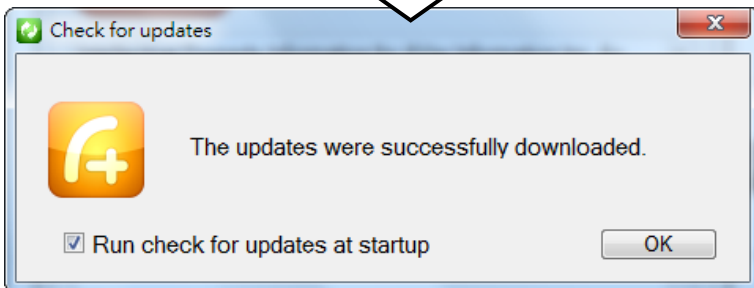 Check for updates
The updates were successfully downloaded.
Run check for updates at startup
OK